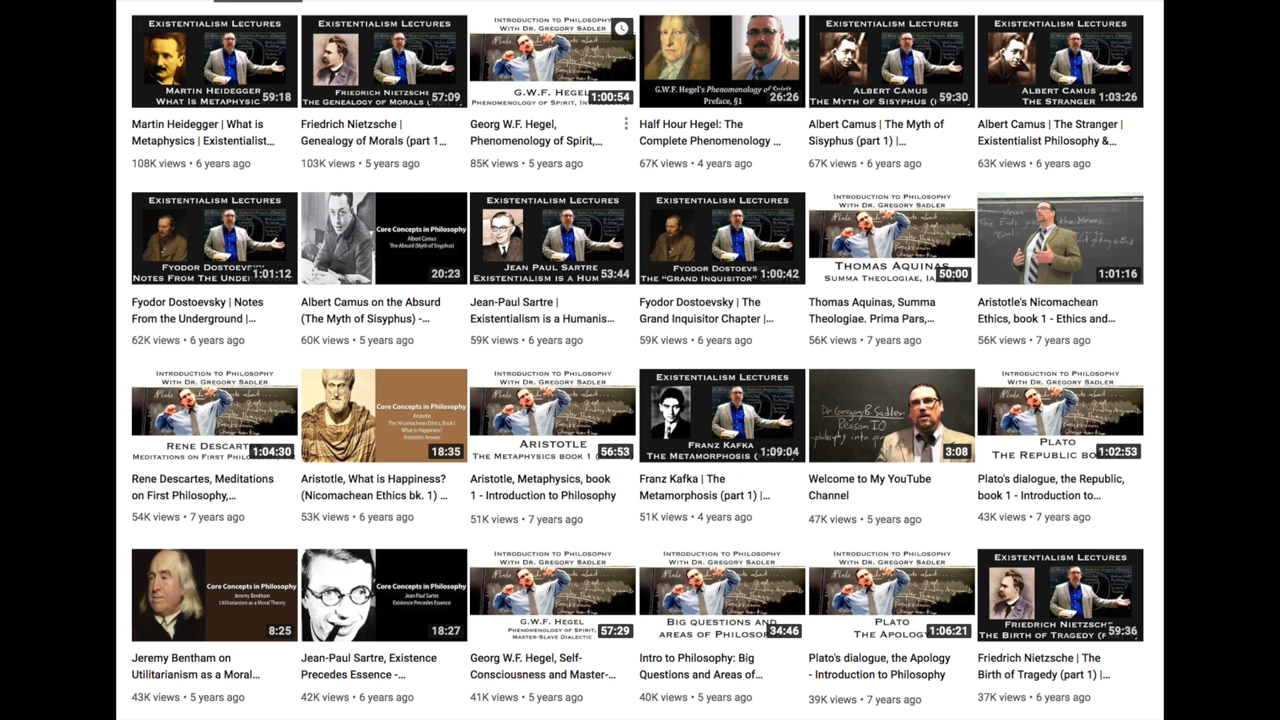 EXISTENTIALISM LECTURES
MARTIN HEIDEGGER
WHAT IS METAPHYSIC
59:18
Martin Heidegger | What is
Metaphysics | Existentialist...
108K views • 6 years ago
EXISTENTIALISM LECTURES
FRIEDRICH NIETZSCHE
THE GENEALOGY OF MORALS
57:09
Friedrich Nietzsche |
Genealogy of Morals (part 1...
103K views • 5 years ago
INTRODUCTION TO PHILOSOPHY
WITH DR. GREGORY SADLER
G.W.F. HEGEL
PHENOMENOLOGY OF SPIRIT,
1:00:54
Georg W.F. Hegel,
Phenomenology of Spirit,...
85K views • 5 years ago
G.W.F. Hegel's Phenomenology of Spirit
Preface, §1
26:26
Half Hour Hegel: The
Complete Phenomenology ...
67K views • 4 years ago
EXISTENTIALISM LECTURES
ALBERT CAMUS
THE MYTH OF SISYPHUS
59:30
Albert Camus | The Myth of
Sisyphus (part 1) |...
67K views • 6 years ago
EXISTENTIALISM LECTURES
ALBERT CAMUS
THE STRANGER
1:03:26
Albert Camus | The Stranger |
Existentialist Philosophy &...
63K views • 6 years ago
EXISTENTIALISM LECTURES
FYODOR DOSTOEVSKY
NOTES FROM THE UNDE
1:01:12
Fyodor Dostoevsky | Notes
From the Underground |...
62K views • 6 years ago
Core Concepts in Philosophy
Albert Camus
The Absurd (Myth of Sisyphus)
20:23
Albert Camus on the Absurd
(The Myth of Sisyphus) -...
60K views • 5 years ago
EXISTENTIALISM LECTURES
JEAN PAUL SARTRE
EXISTENTIALISM IS A HUM
53:44
Jean-Paul Sartre |
Existentialism is a Humanis...
59K views • 6 years ago
EXISTENTIALISM LECTURES
FYODOR DOSTOEVS
THE "GRAND INQUISITOR"
1:00:42
Fyodor Dostoevsky | The
Grand Inquisitor Chapter |...
59K views • 6 years ago
INTRODUCTION TO PHILOSOPHY
WITH DR. GREGORY SADLER
THOMAS AQUINAS
SUMMA THEOLOGIAE, IA
50:00
Thomas Aquinas, Summa
Theologiae. Prima Pars,...
56K views • 7 years ago
1:01:16
Aristotle's Nicomachean
Ethics, book 1 - Ethics and...
56K views • 7 years ago
INTRODUCTION TO PHILOSOPHY
WITH DR. GREGORY SADLER
RENE DESCART
MEDITATIONS ON FIRST PHILO
1:04:30
Rene Descartes, Meditations
on First Philosophy,...
54K views • 7 years ago
Core Concepts in Philosophy
Aristotle
The Nicomachean Ethics, Book I
What is Happiness?
Aristotle's Answer
18:35
Aristotle, What is Happiness?
(Nicomachean Ethics bk. 1) ...
53K views • 6 years ago
INTRODUCTION TO PHILOSOPHY
WITH DR. GREGORY SADLER
ARISTOTLE
THE METAPHYSICS BOOK 1
56:53
Aristotle, Metaphysics, book
1 - Introduction to Philosophy
51K views • 7 years ago
EXISTENTIALISM LECTURES
FRANZ KAFKA
THE METAMORPHOSIS
1:09:04
Franz Kafka | The
Metamorphosis (part 1) |...
51K views • 4 years ago
Dr. Gregory B. Sadler
Reason IO
philosophy into
3:08
Welcome to My YouTube
Channel
47K views • 5 years ago
INTRODUCTION TO PHILOSOPHY
WITH DR. GREGORY SADLER
PLATO
THE REPUBLIC BO
1:02:53
Plato's dialogue, the Republic,
book 1 - Introduction to...
43K views • 7 years ago
Core Concepts in Philosophy
Jeremy Bentham
Utilitarianism as a Moral Theory
8:25
Jeremy Bentham on
Utilitarianism as a Moral...
43K views • 5 years ago
Core Concepts in Philosophy
Jean Paul Sartre
Existence Precedes Essence
18:27
Jean-Paul Sartre, Existence
Precedes Essence -...
42K views • 6 years ago
INTRODUCTION TO PHILOSOPHY
WITH DR. GREGORY SADLER
G.W.F. HEGEL
PHENOMENOLOGY OF SPIRIT,
MASTER-SLAVE DIALECTIC
57:29
Georg W.F. Hegel, Self-
Consciousness and Master-...
41K views • 5 years ago
INTRODUCTION TO PHILOSOPHY
WITH DR. GREGORY SADLER
BIG QUESTIONS AND
AREAS OF PHILOSO
34:46
Intro to Philosophy: Big
Questions and Areas of...
40K views • 5 years ago
INTRODUCTION TO PHILOSOPHY
WITH DR. GREGORY SADLER
PLATO
THE APOLOG
1:06:21
Plato's dialogue, the Apology
- Introduction to Philosophy
39K views • 7 years ago
EXISTENTIALISM LECTURES
FRIEDRICH NIETZSCHE
THE BIRTH OF TRAGEDY
59:36
Friedrich Nietzsche | The
Birth of Tragedy (part 1) |...
37K views • 6 years ago